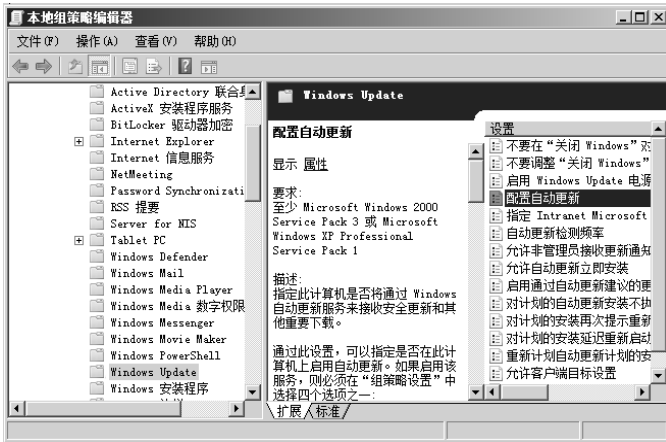 本地组策略编辑器
文件(F) 操作(A) 查看(V) 帮助(H)
Active Directory 联合身
ActiveX 安装程序服务
BitLocker 驱动器加密
Internet Explorer
Internet 信息服务
NetMeeting
Password Synchronizati
RSS 提要
Server for NIS
Tablet PC
Windows Defender
Windows Mail
Windows Media Player
Windows Media 数字权限
Windows Messenger
Windows Movie Maker
Windows PowerShell
Windows Update
Windows 安装程序
Windows Update
配置自动更新
显示 属性
要求:
至少 Microsoft Windows 2000
Service Pack 3 或 Microsoft
Windows XP Professional
Service Pack 1
描述:
指定此计算机是否将通过 Windows
自动更新服务来接收安全更新和其
他重要下载。
通过此设置，可以指定是否在此计
算机上启用自动更新。如果启用该
服务，则必须在“组策略设置”中
选择四个选项之一:
设置
不要在“关闭 Windows”对
不要调整“关闭 Windows”
启用 Windows Update 电源
配置自动更新
指定 Intranet Microsoft
自动更新检测频率
允许非管理员接收更新通知
允许自动更新立即安装
启用通过自动更新建议的更
对计划的自动更新安装不执
对计划的安装再次提示重新
对计划的安装延迟重新启动
重新计划自动更新计划的安
允许客户端目标设置
扩展 标准